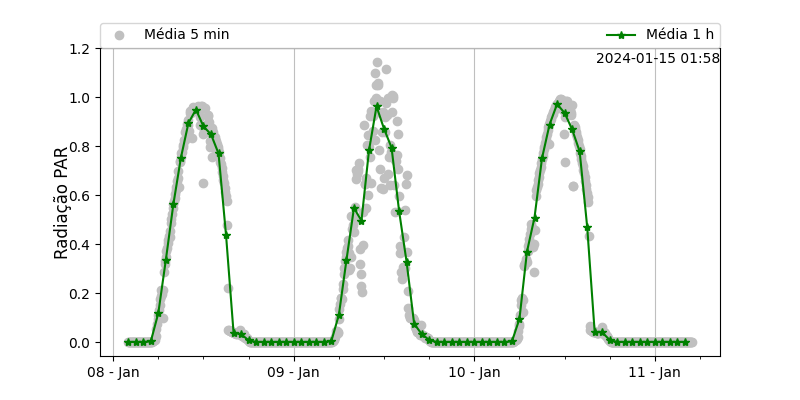 Média 5 min
Média 1 h
2024-01-15 01:58
Radiação PAR
1.2
1.0
0.8
0.6
0.4
0.2
0.0
08 - Jan
09 - Jan
10 - Jan
11 - Jan